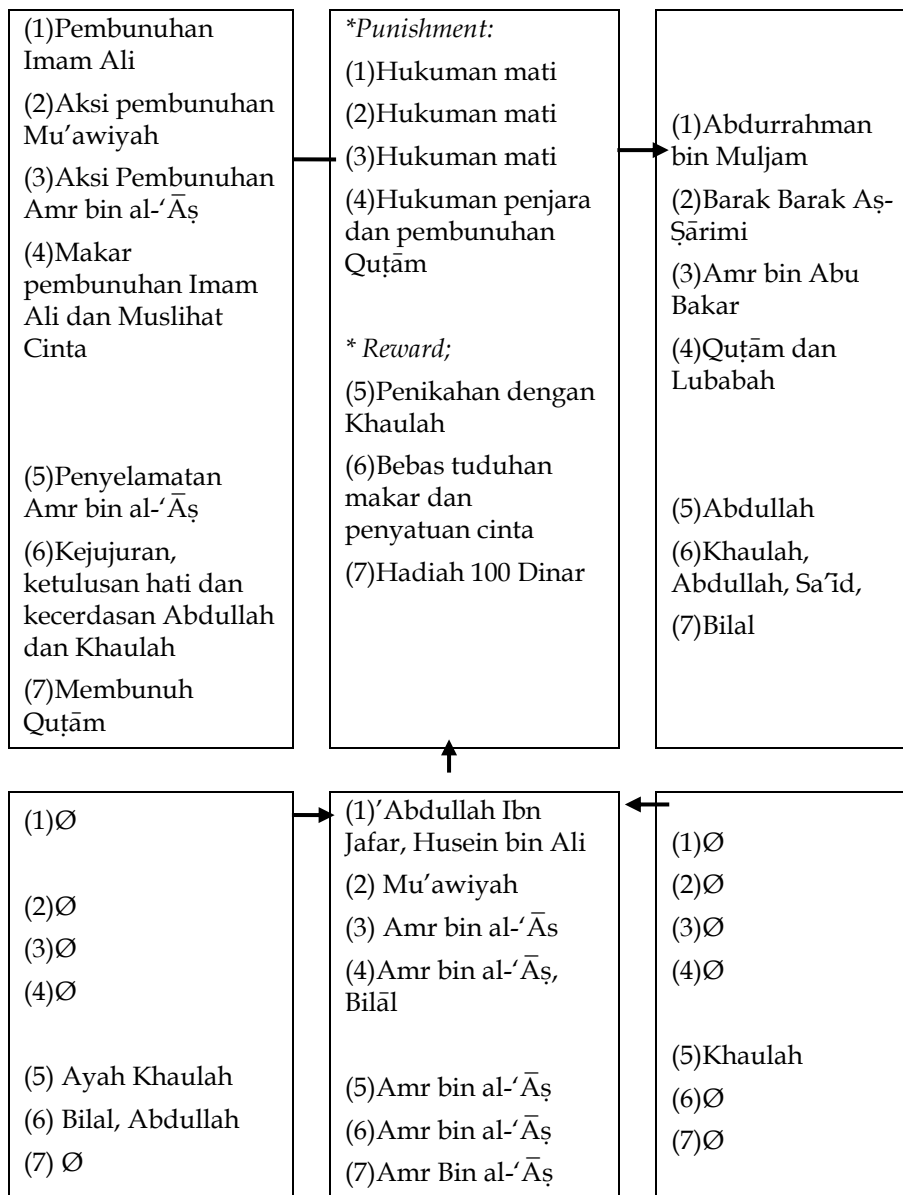 (1)Pembunuhan
Imam Ali
(2)Aksi pembunuhan
Mu’awiyah
(3)Aksi Pembunuhan
Amr bin al-‘Āṣ
(4)Makar
pembunuhan Imam
Ali dan Muslihat
Cinta
(5)Penyelamatan
Amr bin al-‘Āṣ
(6)Kejujuran,
ketulusan hati dan
kecerdasan Abdullah
dan Khaulah
(7)Membunuh
Quṭām
*Punishment:
(1)Hukuman mati
(2)Hukuman mati
(3)Hukuman mati
(4)Hukuman penjara
dan pembunuhan
Quṭām
* Reward;
(5)Penikahan dengan
Khaulah
(6)Bebas tuduhan
makar dan
penyatuan cinta
(7)Hadiah 100 Dinar
(1)Abdurrahman
bin Muljam
(2)Barak Barak Aṣ-
Ṣārimi
(3)Amr bin Abu
Bakar
(4)Quṭām dan
Lubabah
(5)Abdullah
(6)Khaulah,
Abdullah, Sa’īd,
(7)Bilal
(1)Ø
(2)Ø
(3)Ø
(4)Ø
(5) Ayah Khaulah
(6) Bilal, Abdullah
(7) Ø
(1)’Abdullah Ibn
Jafar, Husein bin Ali
(2) Mu’awiyah
(3) Amr bin al-‘Ās
(4)Amr bin al-‘Āṣ,
Bilāl
(5)Amr bin al-‘Āṣ
(6)Amr bin al-‘Āṣ
(7)Amr Bin al-‘Āṣ
(1)Ø
(2)Ø
(3)Ø
(4)Ø
(5)Khaulah
(6)Ø
(7)Ø